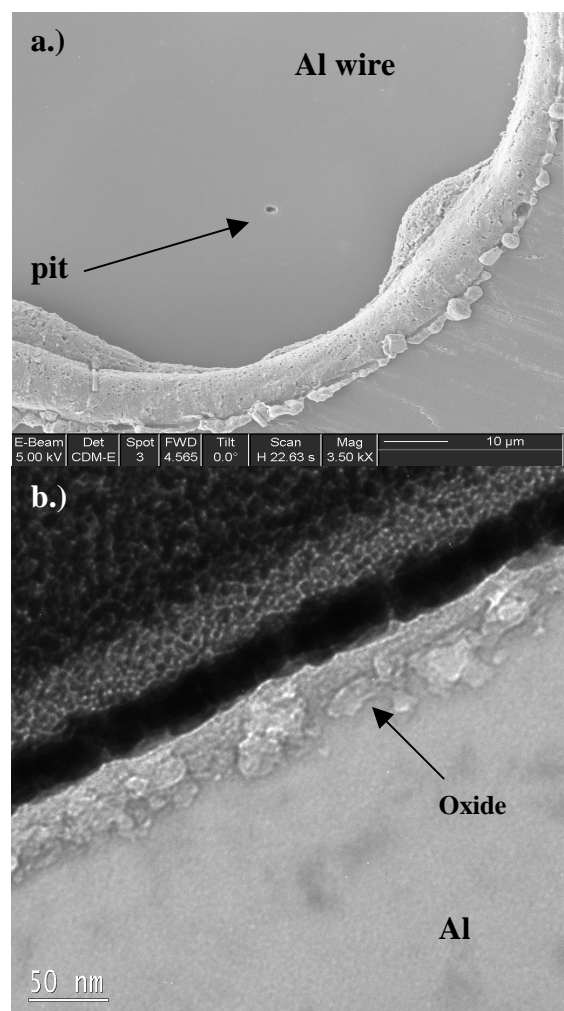 a.)
Al wire
pit
E-Beam Det Spot FWD Tilt Scan Mag 10 µm
5.00 kV CDM-E 3 4.565 0.0° H 22.63 s 3.50 kX
b.)
Oxide
Al
50 nm